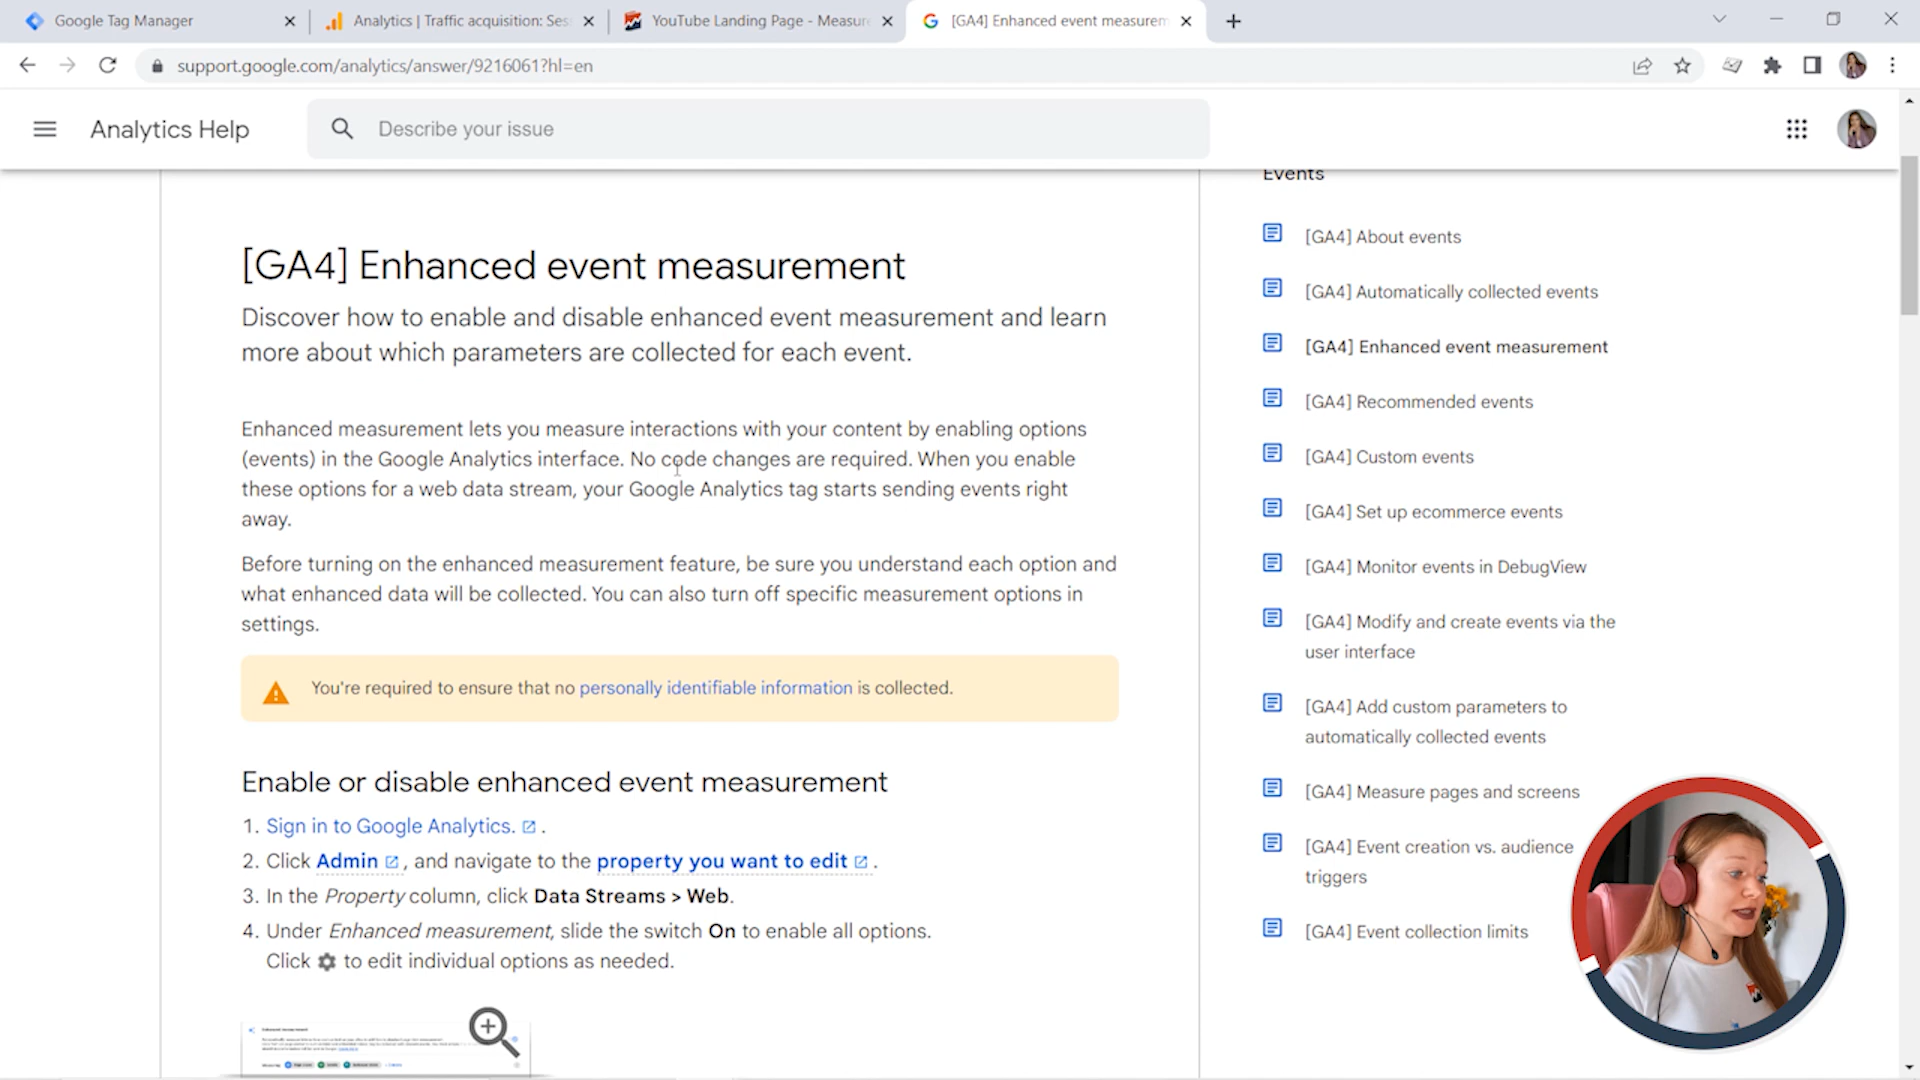 Google Tag Manager
Analytics | Traffic acquisition: Ses
YouTube Landing Page - Measure
[GA4] Enhanced event measurem
support.google.com/analytics/answer/9216061?hl=en
Analytics Help
Describe your issue
[GA4] Enhanced event measurement
Discover how to enable and disable enhanced event measurement and learn
more about which parameters are collected for each event.
Enhanced measurement lets you measure interactions with your content by enabling options
(events) in the Google Analytics interface. No code changes are required. When you enable
these options for a web data stream, your Google Analytics tag starts sending events right
away.
Before turning on the enhanced measurement feature, be sure you understand each option and
what enhanced data will be collected. You can also turn off specific measurement options in
settings.
You're required to ensure that no personally identifiable information is collected.
Enable or disable enhanced event measurement
1. Sign in to Google Analytics. .
2. Click Admin , and navigate to the property you want to edit .
3. In the Property column, click Data Streams > Web.
4. Under Enhanced measurement, slide the switch On to enable all options.
Click to edit individual options as needed.
Events
[GA4] About events
[GA4] Automatically collected events
[GA4] Enhanced event measurement
[GA4] Recommended events
[GA4] Custom events
[GA4] Set up ecommerce events
[GA4] Monitor events in DebugView
[GA4] Modify and create events via the
user interface
[GA4] Add custom parameters to
automatically collected events
[GA4] Measure pages and screens
[GA4] Event creation vs. audience
triggers
[GA4] Event collection limits